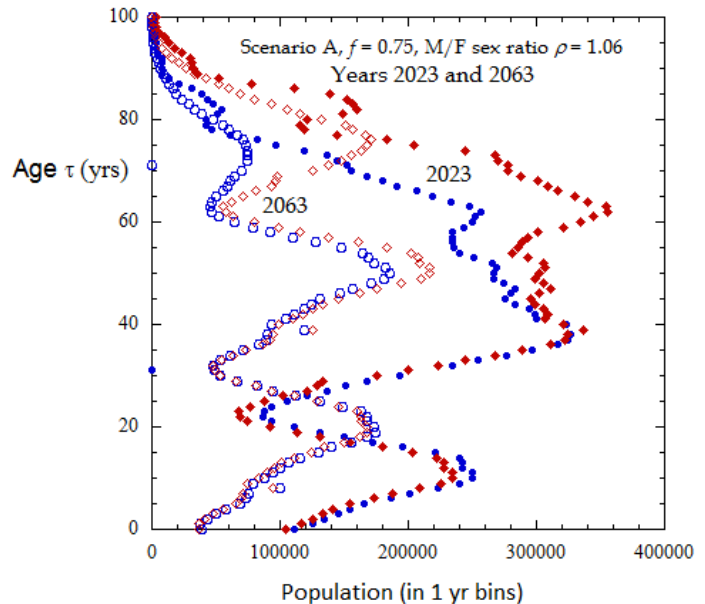 100
80
60
40
20
0
Age τ (yrs)
Scenario A, f = 0.75, M/F sex ratio ρ = 1.06
Years 2023 and 2063
2023
2063
0 100000 200000 300000 400000
Population (in 1 yr bins)